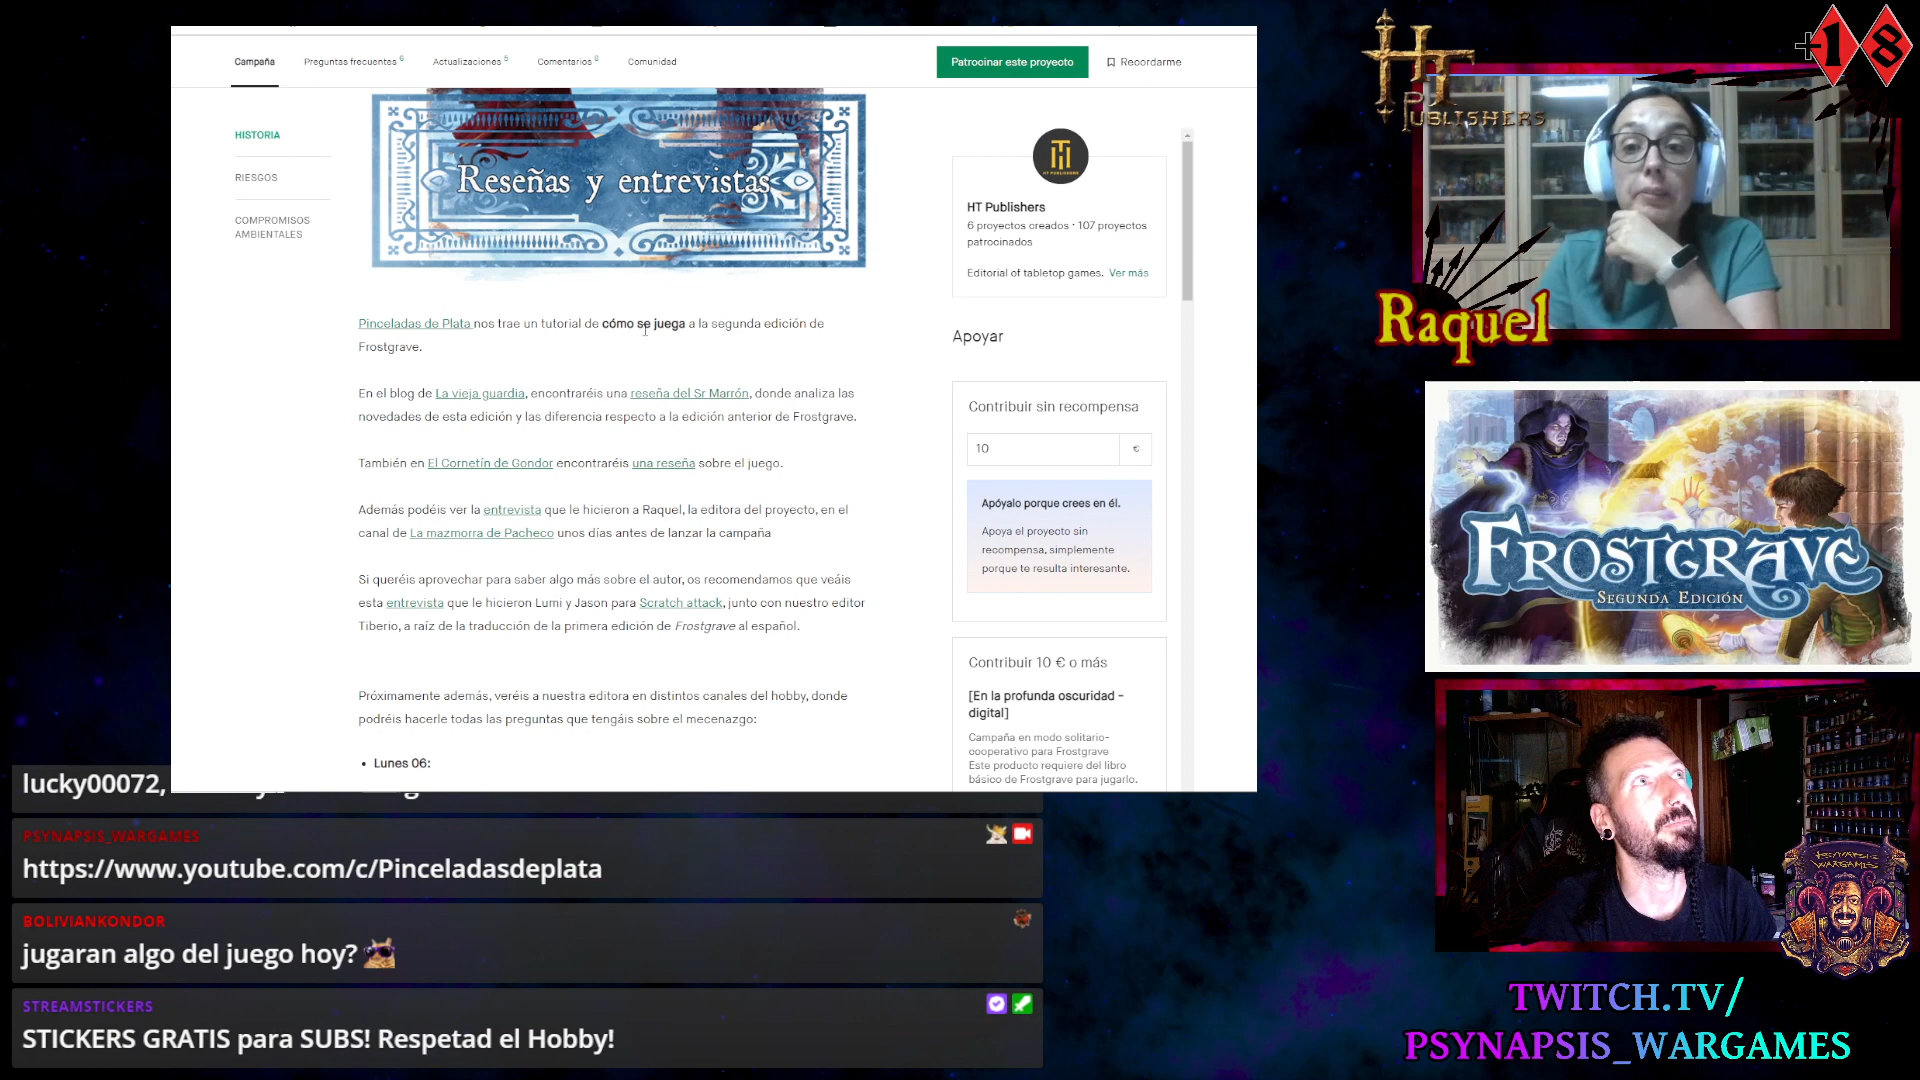 Campaña
Preguntas frecuentes 6
Actualizaciones 5
Comentarios 8
Comunidad
Patrocinar este proyecto
Recordarme
HISTORIA
RIESGOS
COMPROMISOS
AMBIENTALES
Reseñas y entrevistas
Pinceladas de Plata nos trae un tutorial de cómo se juega a la segunda edición de
Frostgrave.
En el blog de La vieja guardia, encontraréis una reseña del Sr Marrón, donde analiza las
novedades de esta edición y las diferencia respecto a la edición anterior de Frostgrave.
También en El Cornetín de Gondor encontraréis una reseña sobre el juego.
Además podéis ver la entrevista que le hicieron a Raquel, la editora del proyecto, en el
canal de La mazmorra de Pacheco unos días antes de lanzar la campaña
Si queréis aprovechar para saber algo más sobre el autor, os recomendamos que veáis
esta entrevista que le hicieron Lumi y Jason para Scratch attack, junto con nuestro editor
Tiberio, a raíz de la traducción de la primera edición de Frostgrave al español.
Próximamente además, veréis a nuestra editora en distintos canales del hobby, donde
podréis hacerle todas las preguntas que tengáis sobre el mecenazgo:
• Lunes 06:
HT PUBLISHERS
HT Publishers
6 proyectos creados · 107 proyectos
patrocinados
Editorial of tabletop games. Ver más
Apoyar
Contribuir sin recompensa
10 €
Apóyalo porque crees en él.
Apoya el proyecto sin
recompensa, simplemente
porque te resulta interesante.
Contribuir 10 € o más
[En la profunda oscuridad -
digital]
Campaña en modo solitario-
cooperativo para Frostgrave
Este producto requiere del libro
básico de Frostgrave para jugarlo.
HT
PUBLISHERS
+18
Raquel
FROSTGRAVE
SEGUNDA EDICIÓN
PSYNAPSIS
WARGAMES
TWITCH.TV/
PSYNAPSIS_WARGAMES
lucky00072,
PSYNAPSIS_WARGAMES
https://www.youtube.com/c/Pinceladasdeplata
BOLIVIANKONDOR
jugaran algo del juego hoy?
STREAMSTICKERS
STICKERS GRATIS para SUBS! Respetad el Hobby!